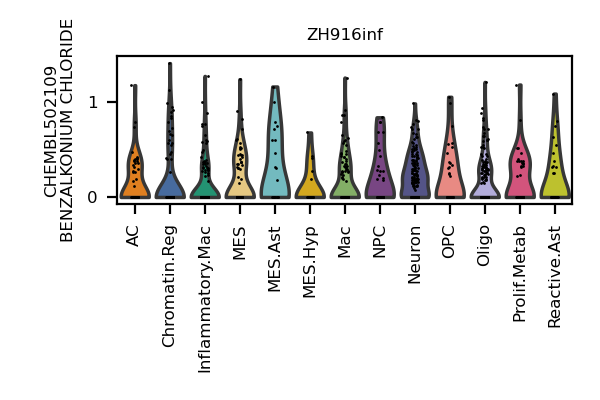 ZH916inf
CHEMBL502109
BENZALKONIUM CHLORIDE
1
0
AC
Chromatin.Reg
Inflammatory.Mac
MES
MES.Ast
MES.Hyp
Mac
NPC
Neuron
OPC
Oligo
Prolif.Metab
Reactive.Ast